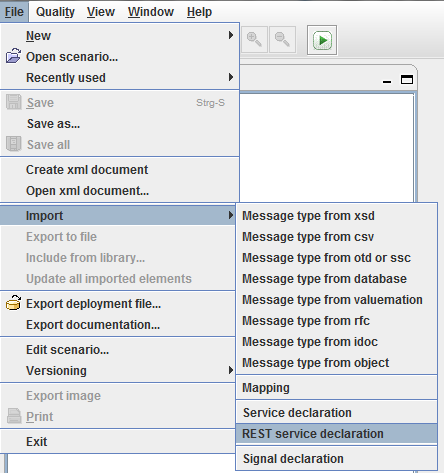 File Quality View Window Help
New
Open scenario...
Recently used
Save Strg-S
Save as...
Save all
Create xml document
Open xml document...
Import
Export to file
Include from library...
Update all imported elements
Export deployment file...
Export documentation...
Edit scenario...
Versioning
Export image
Print
Exit
Message type from xsd
Message type from csv
Message type from otd or ssc
Message type from database
Message type from valuemation
Message type from rfc
Message type from idoc
Message type from object
Mapping
Service declaration
REST service declaration
Signal declaration